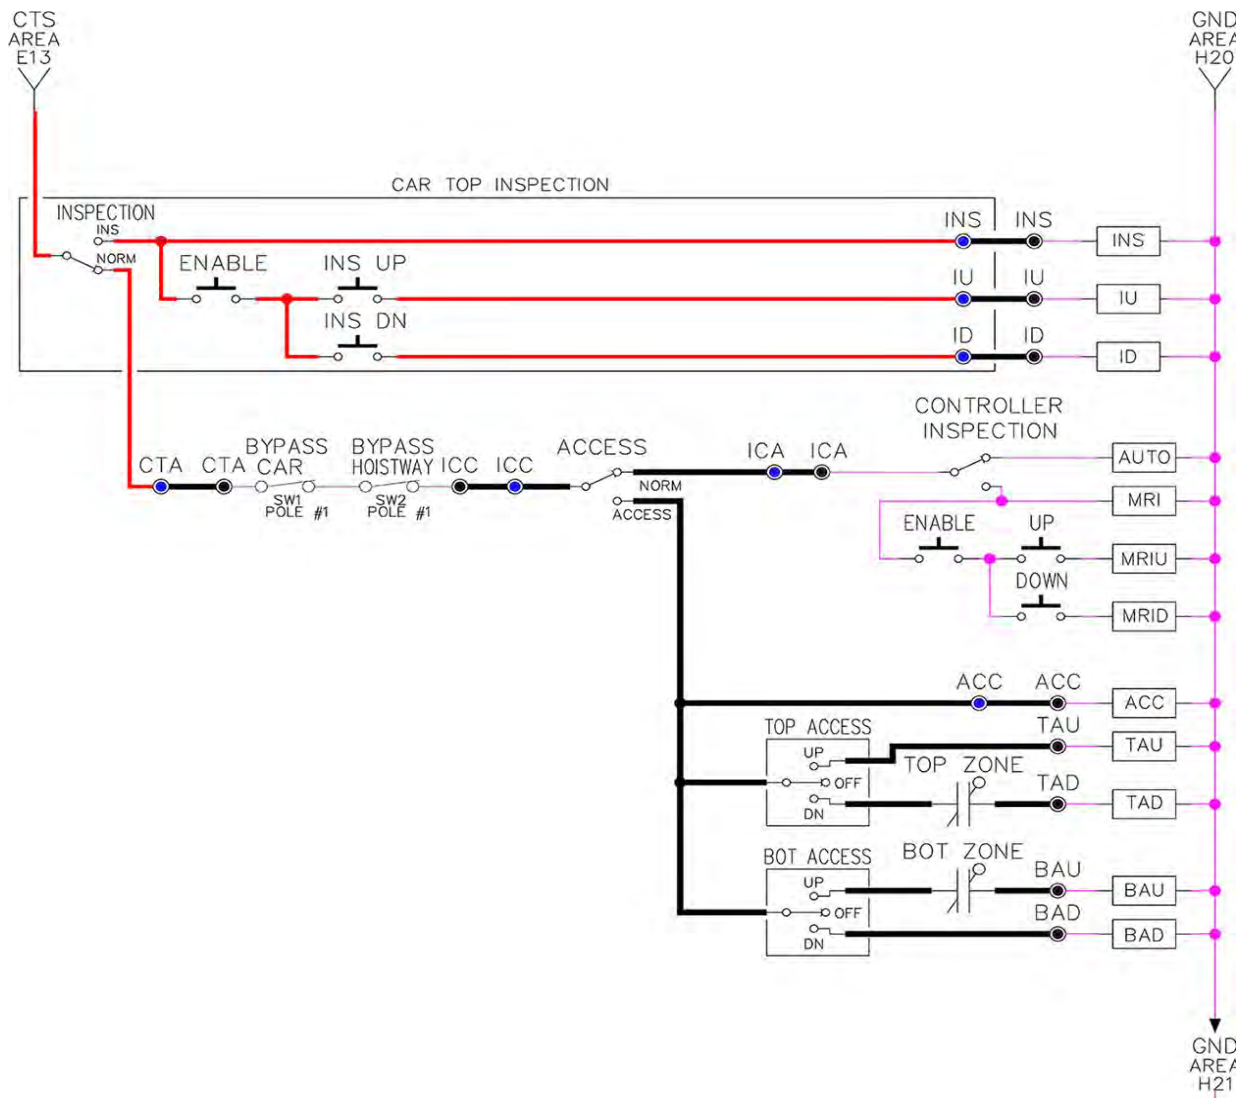 CTS
AREA
E13
GND
AREA
H20
CAR TOP INSPECTION
INSPECTION
INS
NORM
INS INS
INS
ENABLE
INS UP
IU IU
IU
INS DN
ID ID
ID
CONTROLLER
INSPECTION
CTA CTA
BYPASS
CAR
SW1
POLE #1
BYPASS
HOISTWAY
SW2
POLE #1
ICC ICC
ACCESS
NORM
ACCESS
ICA ICA
AUTO
MRI
ENABLE
UP
MRIU
DOWN
MRID
ACC ACC
ACC
TOP ACCESS
UP
OFF
DN
TAU
TAU
TOP ZONE
TAD
TAD
BOT ACCESS
UP
OFF
DN
BOT ZONE
BAU
BAU
BAD
BAD
GND
AREA
H21